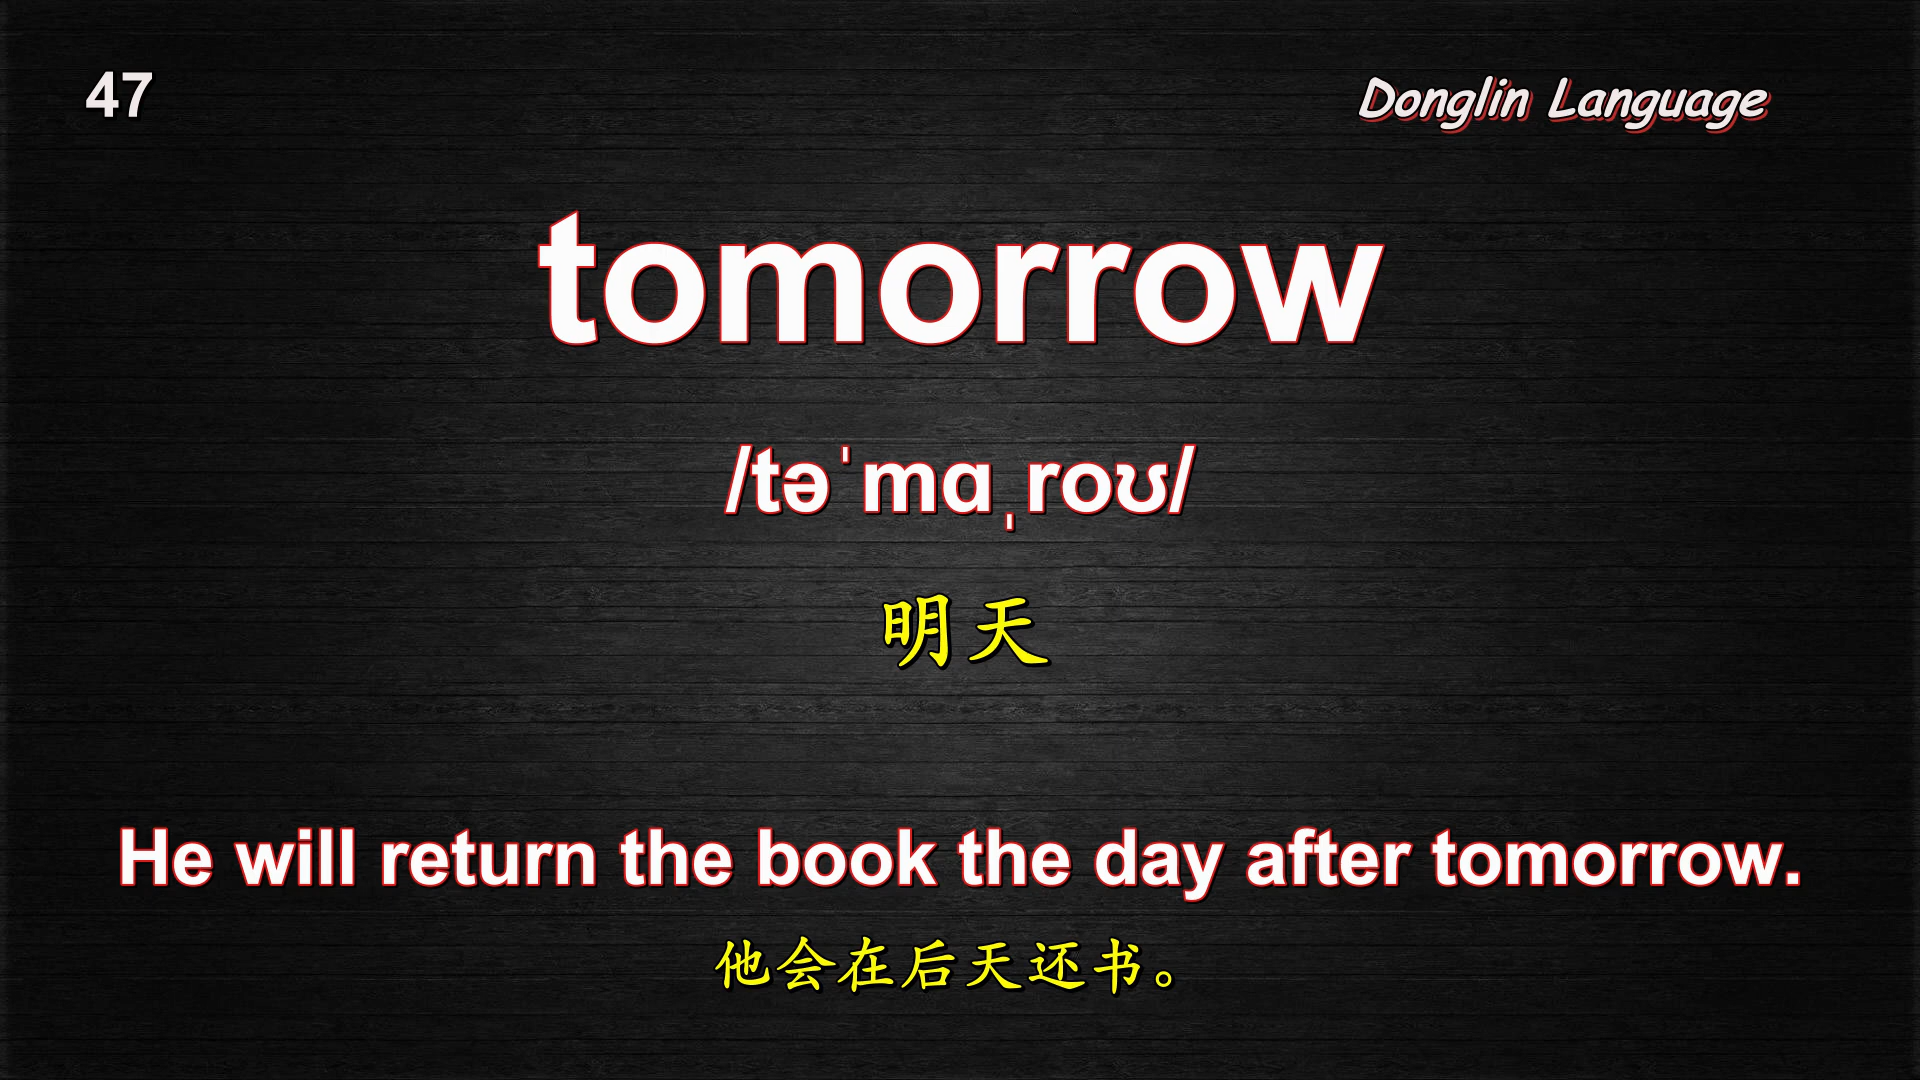 47
Donglin Language
tomorrow
/təˈmɑˌroʊ/
明天
He will return the book the day after tomorrow.
他会在后天还书。